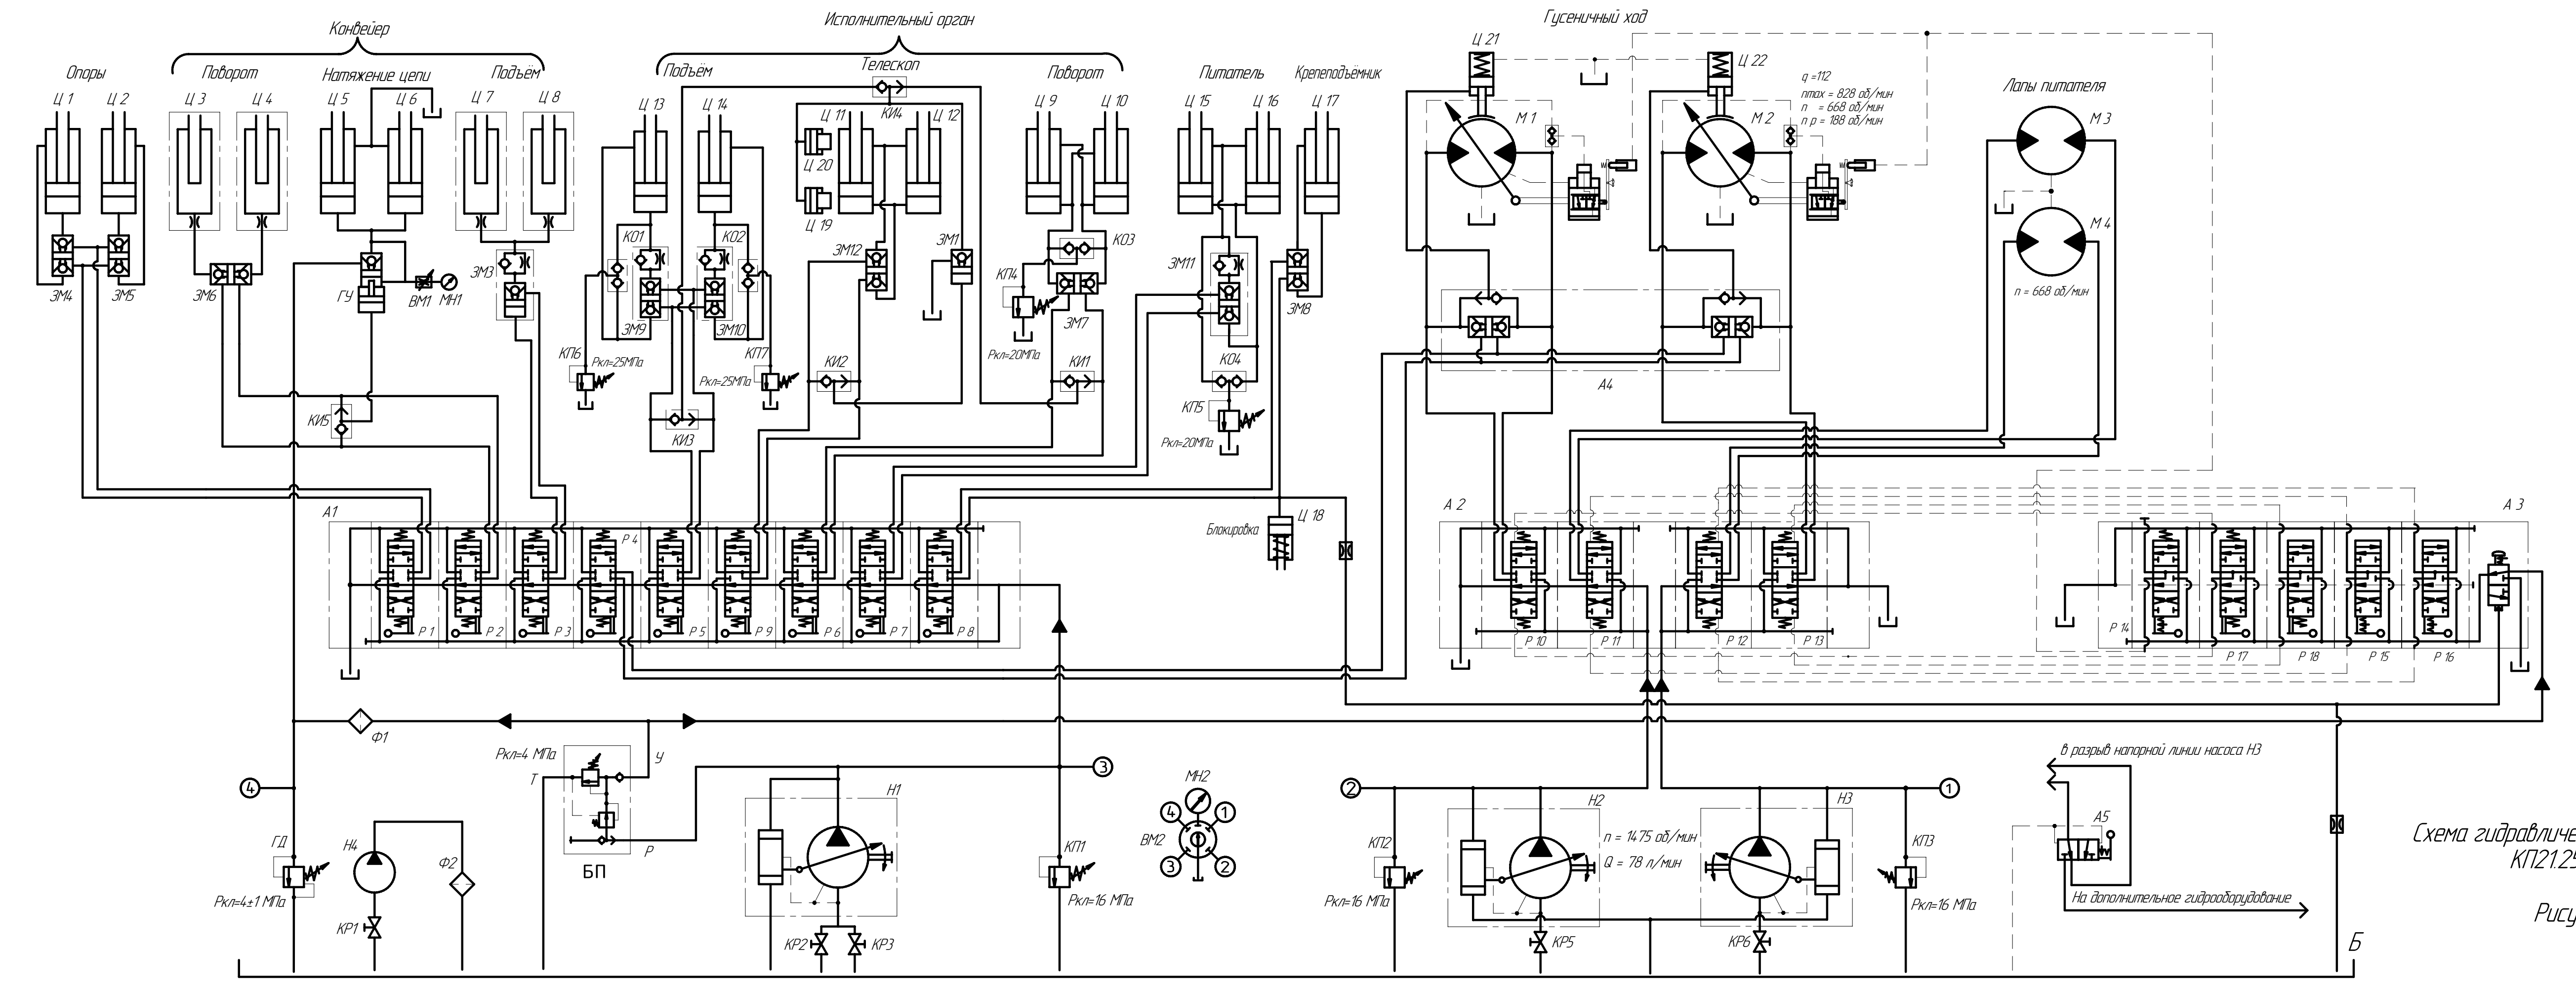 Конвейер
Исполнительный орган
Гусеничный ход
Опоры
Поворот
Натяжение цепи
Подъём
Подъём
Телескоп
Поворот
Питатель
Крепеподъёмник
Лапы питателя
Ц 1
Ц 2
Ц 3
Ц 4
Ц 5
Ц 6
Ц 7
Ц 8
Ц 13
Ц 14
Ц 11
КИ4
Ц 12
Ц 20
Ц 19
Ц 9
Ц 10
Ц 15
Ц 16
Ц 17
Ц 21
Ц 22
q =112
nmax = 828 об/мин
n = 668 об/мин
n р = 188 об/мин
М 1
М 2
М 3
М 4
n = 668 об/мин
ЗМ4
ЗМ5
ЗМ6
ГУ
ВМ1
МН1
ЗМ3
КО1
КО2
ЗМ9
ЗМ10
ЗМ12
ЗМ1
КО3
КП4
ЗМ7
Ркл=20МПа
ЗМ11
ЗМ8
КП6
Ркл=25МПа
КП7
Ркл=25МПа
КИ2
КИ1
КО4
КП5
Ркл=20МПа
КИ5
КИ3
А4
А1
Р 4
Блокировка
Ц 18
А 2
А 3
Р 1
Р 2
Р 3
Р 5
Р 9
Р 6
Р 7
Р 8
Р 10
Р 11
Р 12
Р 13
Р 14
Р 17
Р 18
Р 15
Р 16
Ф1
Ркл=4 МПа
У
Т
Р
БП
4
3
Н1
МН2
4
1
ВМ2
3
2
2
1
Н2
Н3
n = 1475 об/мин
Q = 78 л/мин
в разрыв напорной линии насоса Н3
А5
На дополнительное гидрооборудование
ГД
Н4
Ф2
Ркл=4±1 МПа
КР1
КР2
КР3
КП1
Ркл=16 МПа
КП2
Ркл=16 МПа
КР5
КР6
КП3
Ркл=16 МПа
Б
Схема гидравличе
КП21.25
Рису